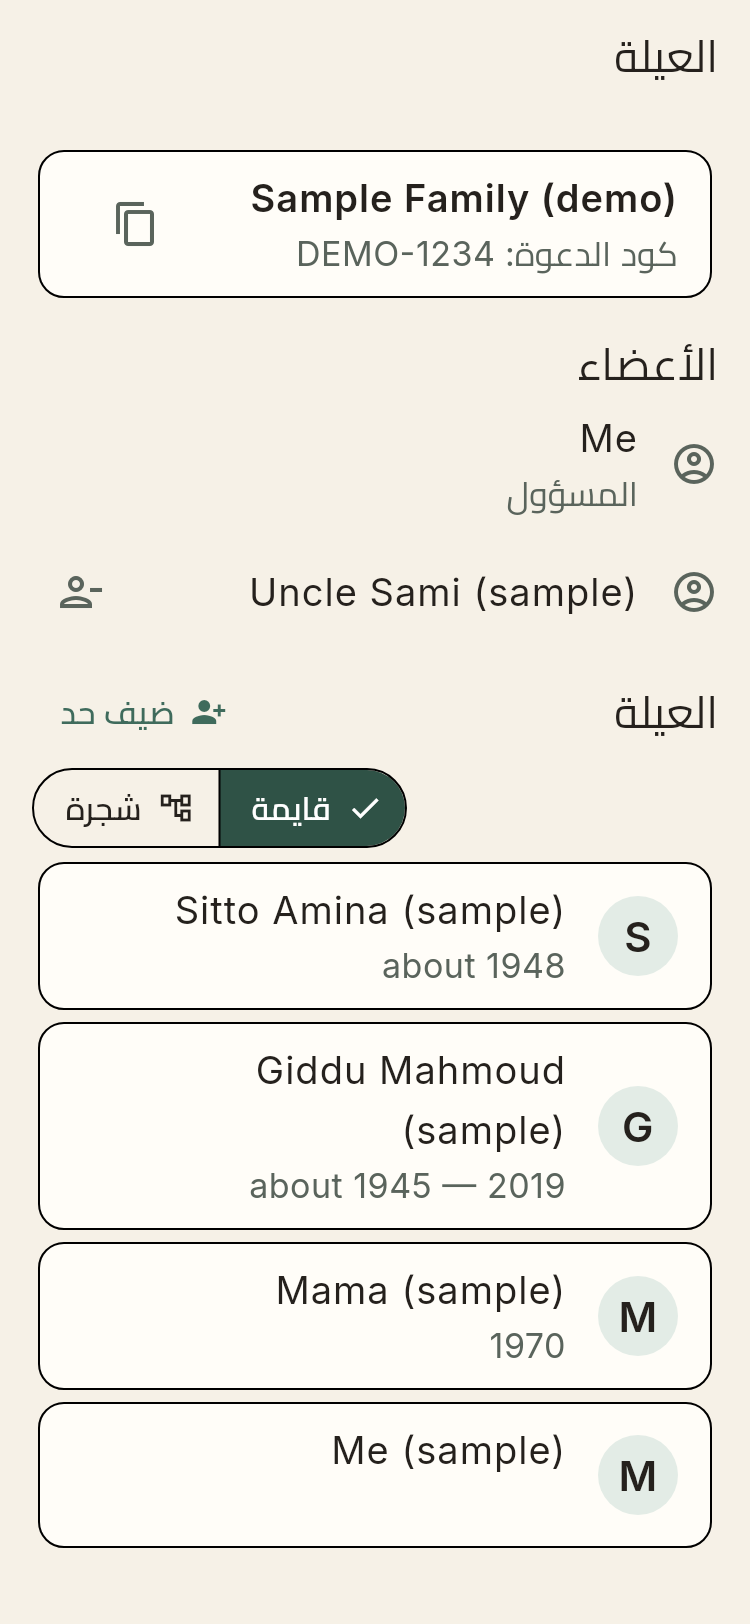 العيلة
Sample Family (demo)
كود الدعوة: DEMO-1234
الأعضاء
Me
المسؤول
Uncle Sami (sample)
العيلة
ضيف حد
قايمة
شجرة
S
Sitto Amina (sample)
about 1948
G
Giddu Mahmoud
(sample)
about 1945 — 2019
M
Mama (sample)
1970
M
Me (sample)